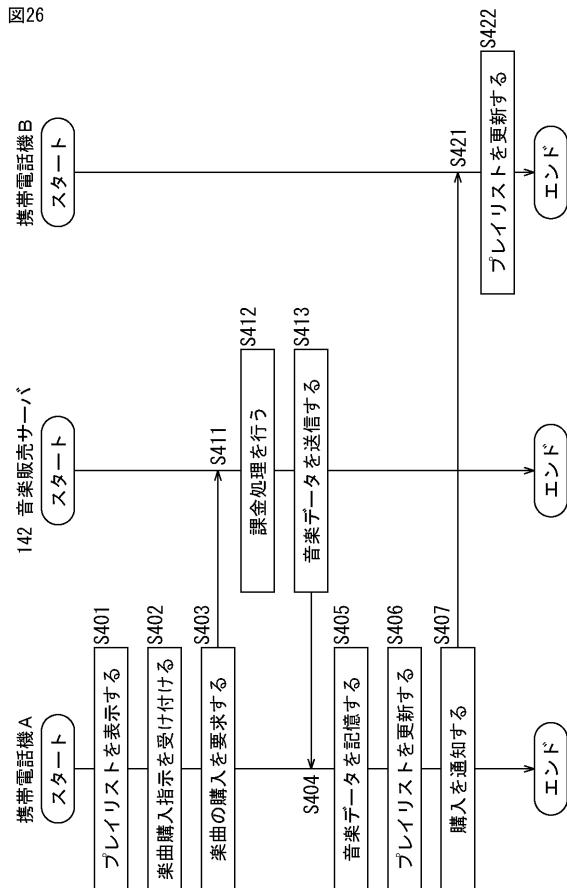 図26
携帯電話機A
スタート
プレイリストを表示する
S401
楽曲購入指示を受け付ける
S402
楽曲の購入を要求する
S403
S404
音楽データを記憶する
S405
プレイリストを更新する
S406
購入を通知する
S407
エンド
142 音楽販売サーバ
スタート
S411
課金処理を行う
S412
音楽データを送信する
S413
エンド
携帯電話機B
スタート
S421
プレイリストを更新する
S422
エンド